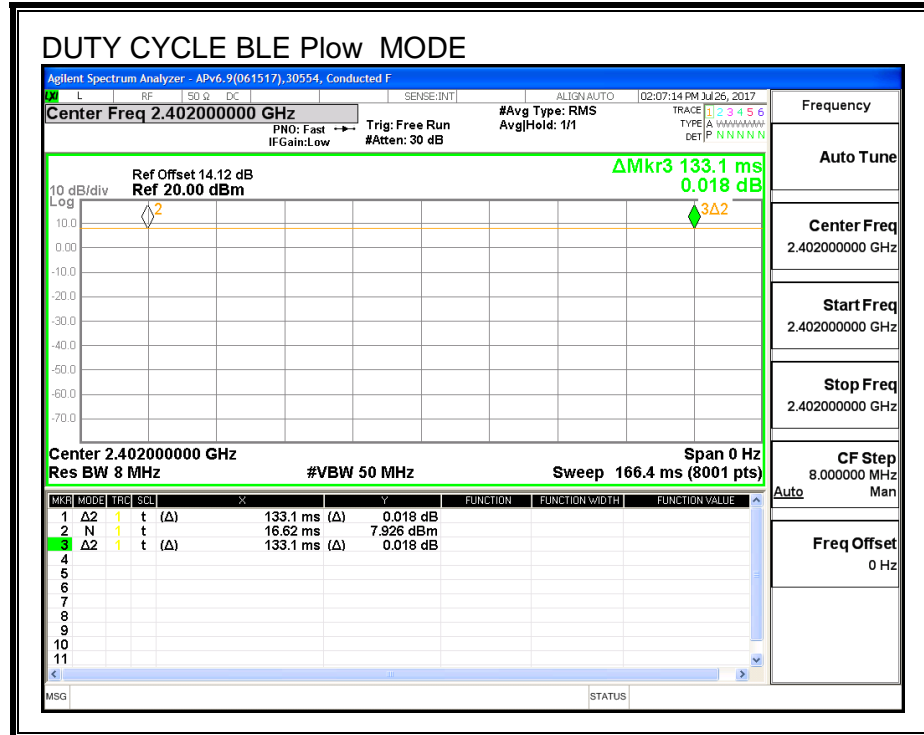 DUTY CYCLE BLE Plow MODE
Agilent Spectrum Analyzer - APv6.9(061517),30554, Conducted F
LXI L RF 50 Ω DC SENSE:INT ALIGN AUTO 02:07:14 PM Jul 26, 2017
Center Freq 2.402000000 GHz
PNO: Fast
IFGain:Low
Trig: Free Run
#Atten: 30 dB
#Avg Type: RMS
Avg|Hold: 1/1
TRACE 1 2 3 4 5 6
TYPE A WWWWW
DET P N N N N N
Ref Offset 14.12 dB
10 dB/div Ref 20.00 dBm
Log
ΔMkr3 133.1 ms
0.018 dB
2
3Δ2
10.0
0.00
-10.0
-20.0
-30.0
-40.0
-50.0
-60.0
-70.0
Center 2.402000000 GHz Span 0 Hz
Res BW 8 MHz #VBW 50 MHz Sweep 166.4 ms (8001 pts)
MKR MODE TRC SCL X Y FUNCTION FUNCTION WIDTH FUNCTION VALUE
1 Δ2 1 t (Δ) 133.1 ms (Δ) 0.018 dB
2 N 1 t 16.62 ms 7.926 dBm
3 Δ2 1 t (Δ) 133.1 ms (Δ) 0.018 dB
4
5
6
7
8
9
10
11
MSG STATUS
Frequency
Auto Tune
Center Freq
2.402000000 GHz
Start Freq
2.402000000 GHz
Stop Freq
2.402000000 GHz
CF Step
8.000000 MHz
Auto Man
Freq Offset
0 Hz